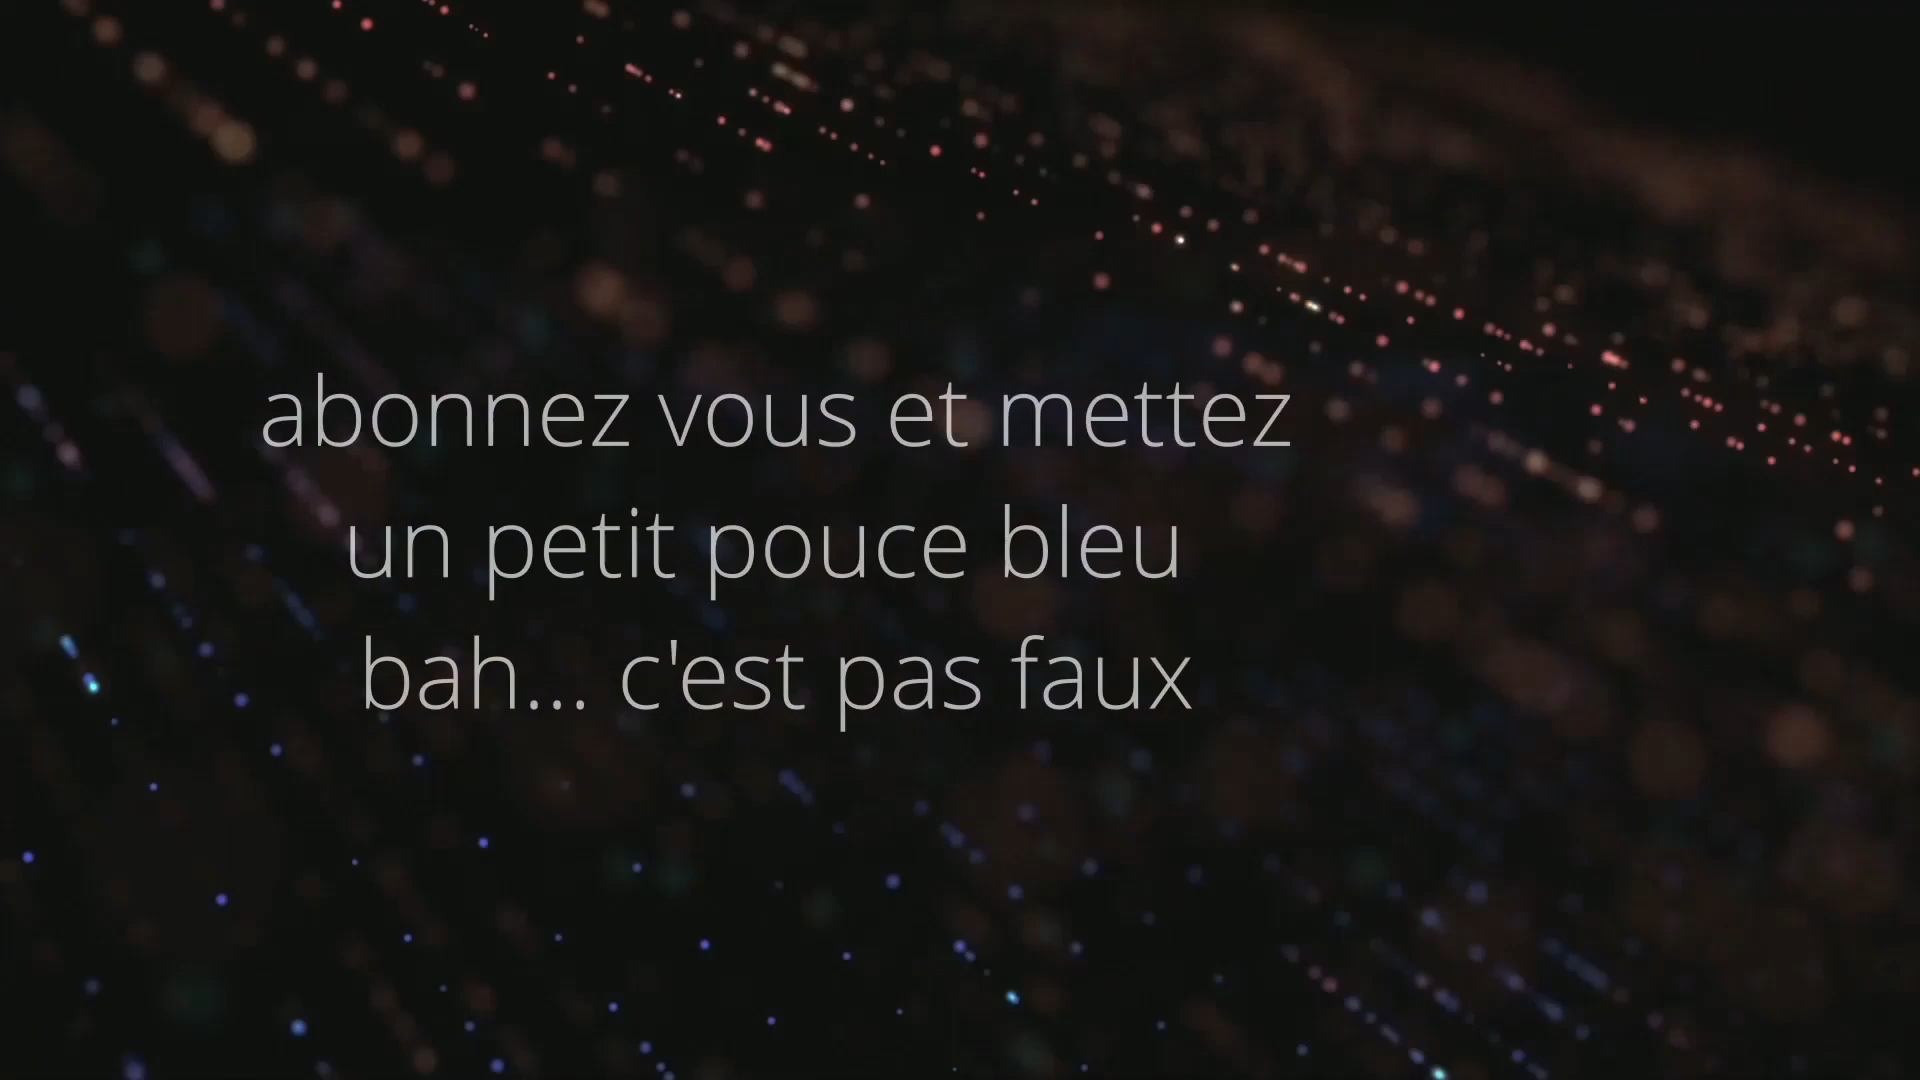 abonnez vous et mettez
un petit pouce bleu
bah... c'est pas faux